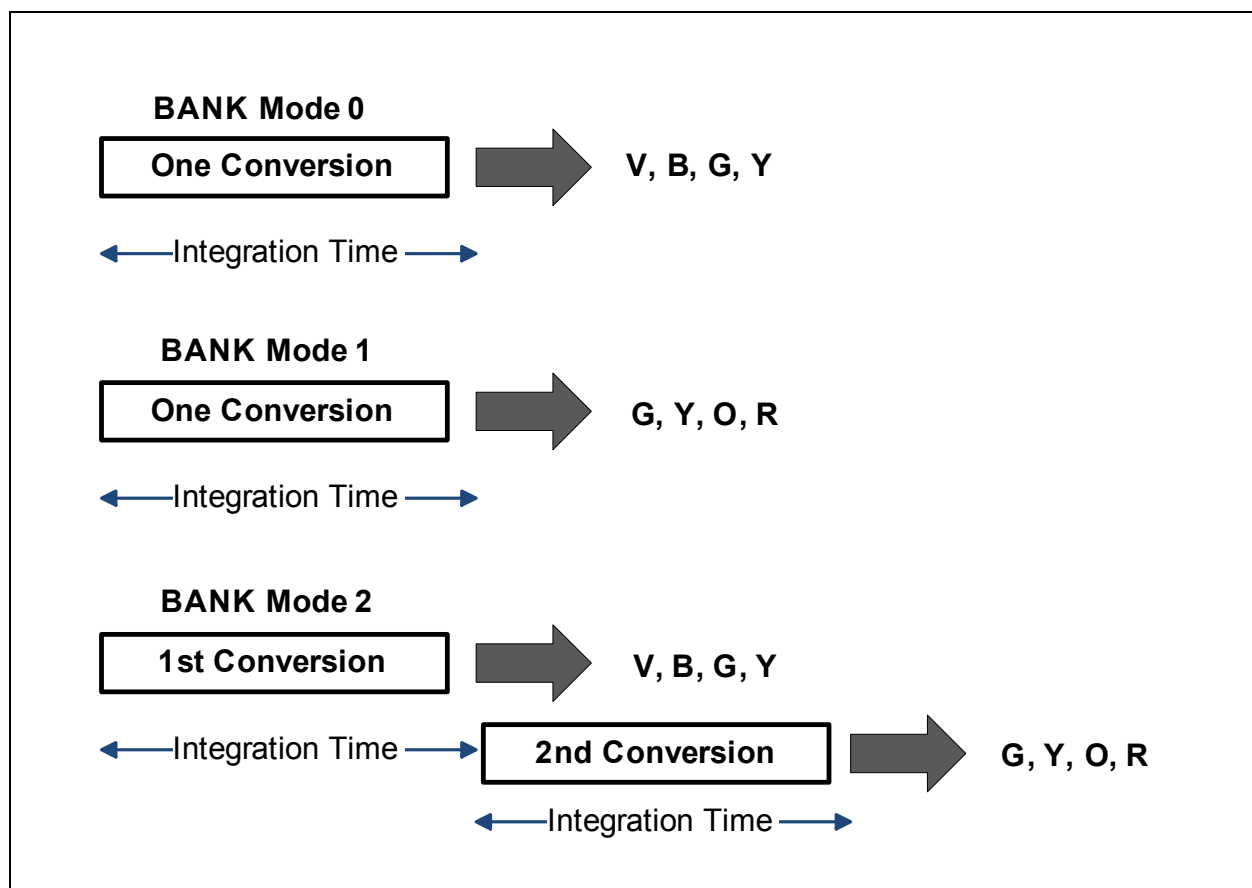 BANK Mode 0
One Conversion
V, B, G, Y
Integration Time
BANK Mode 1
One Conversion
G, Y, O, R
Integration Time
BANK Mode 2
1st Conversion
V, B, G, Y
Integration Time
2nd Conversion
G, Y, O, R
Integration Time